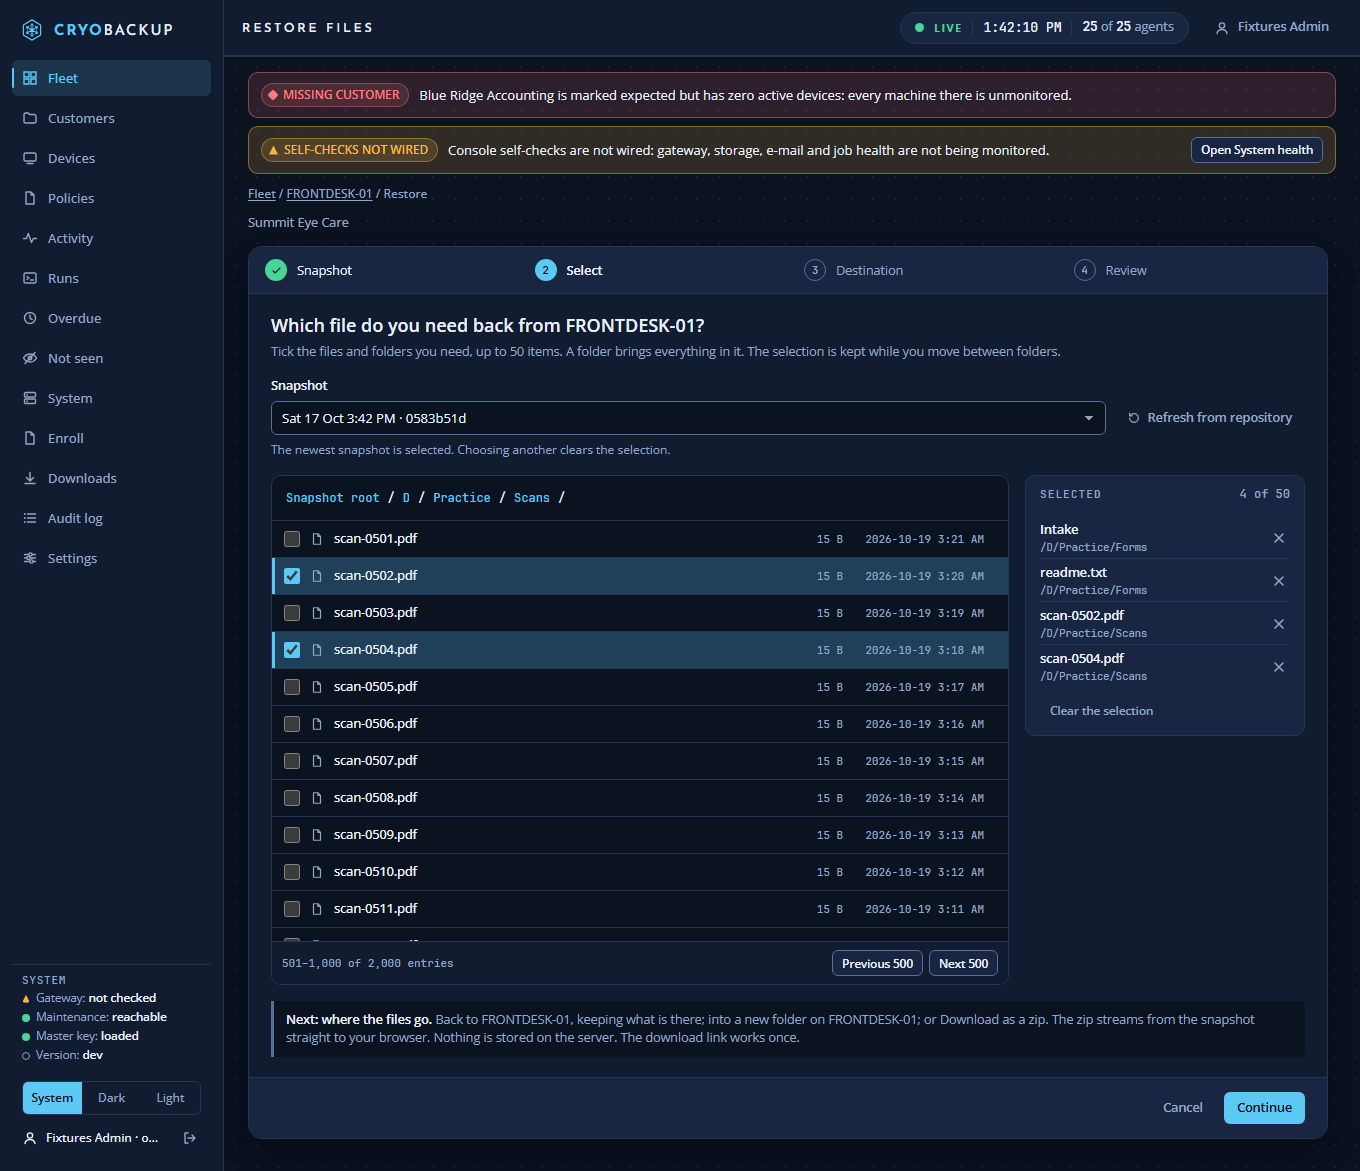 CRYOBACKUP
RESTORE FILES
LIVE 1:42:10 PM 25 of 25 agents
Fixtures Admin
Fleet
Customers
Devices
Policies
Activity
Runs
Overdue
Not seen
System
Enroll
Downloads
Audit log
Settings
MISSING CUSTOMER Blue Ridge Accounting is marked expected but has zero active devices: every machine there is unmonitored.
SELF-CHECKS NOT WIRED Console self-checks are not wired: gateway, storage, e-mail and job health are not being monitored. Open System health
Fleet / FRONTDESK-01 / Restore
Summit Eye Care
Snapshot 2 Select 3 Destination 4 Review
Which file do you need back from FRONTDESK-01?
Tick the files and folders you need, up to 50 items. A folder brings everything in it. The selection is kept while you move between folders.
Snapshot
Sat 17 Oct 3:42 PM · 0583b51d Refresh from repository
The newest snapshot is selected. Choosing another clears the selection.
Snapshot root / D / Practice / Scans /
scan-0501.pdf 15 B 2026-10-19 3:21 AM
scan-0502.pdf 15 B 2026-10-19 3:20 AM
scan-0503.pdf 15 B 2026-10-19 3:19 AM
scan-0504.pdf 15 B 2026-10-19 3:18 AM
scan-0505.pdf 15 B 2026-10-19 3:17 AM
scan-0506.pdf 15 B 2026-10-19 3:16 AM
scan-0507.pdf 15 B 2026-10-19 3:15 AM
scan-0508.pdf 15 B 2026-10-19 3:14 AM
scan-0509.pdf 15 B 2026-10-19 3:13 AM
scan-0510.pdf 15 B 2026-10-19 3:12 AM
scan-0511.pdf 15 B 2026-10-19 3:11 AM
501–1,000 of 2,000 entries Previous 500 Next 500
SELECTED 4 of 50
Intake
/D/Practice/Forms
readme.txt
/D/Practice/Forms
scan-0502.pdf
/D/Practice/Scans
scan-0504.pdf
/D/Practice/Scans
Clear the selection
Next: where the files go. Back to FRONTDESK-01, keeping what is there; into a new folder on FRONTDESK-01; or Download as a zip. The zip streams from the snapshot
straight to your browser. Nothing is stored on the server. The download link works once.
Cancel Continue
SYSTEM
Gateway: not checked
Maintenance: reachable
Master key: loaded
Version: dev
System Dark Light
Fixtures Admin · o...